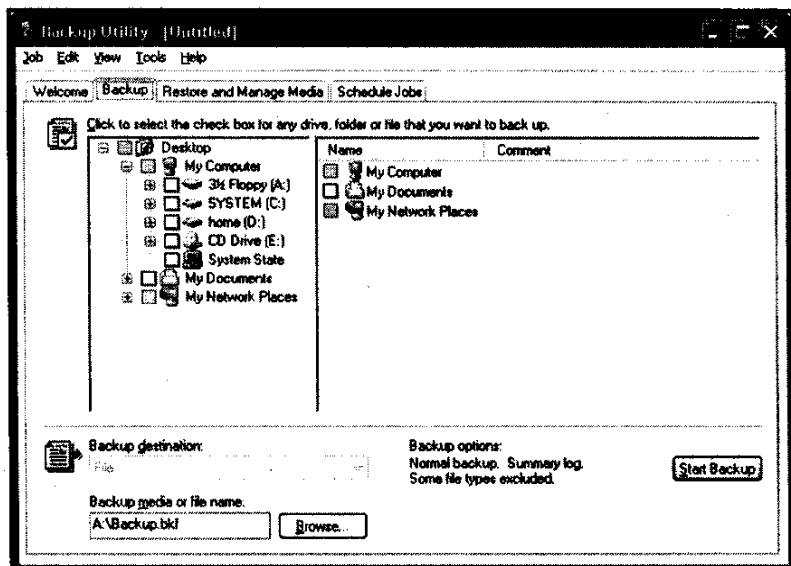 Backup Utility - [Untitled]
Job Edit View Tools Help
Welcome Backup Restore and Manage Media Schedule Jobs
Click to select the check box for any drive, folder or file that you want to back up.
Desktop
My Computer
3½ Floppy (A:)
SYSTEM (C:)
home (D:)
CD Drive (E:)
System State
My Documents
My Network Places
Name Comment
My Computer
My Documents
My Network Places
Backup destination:
File
Backup media or file name:
A:\Backup.bkf
Browse...
Backup options:
Normal backup. Summary log.
Some file types excluded.
Start Backup